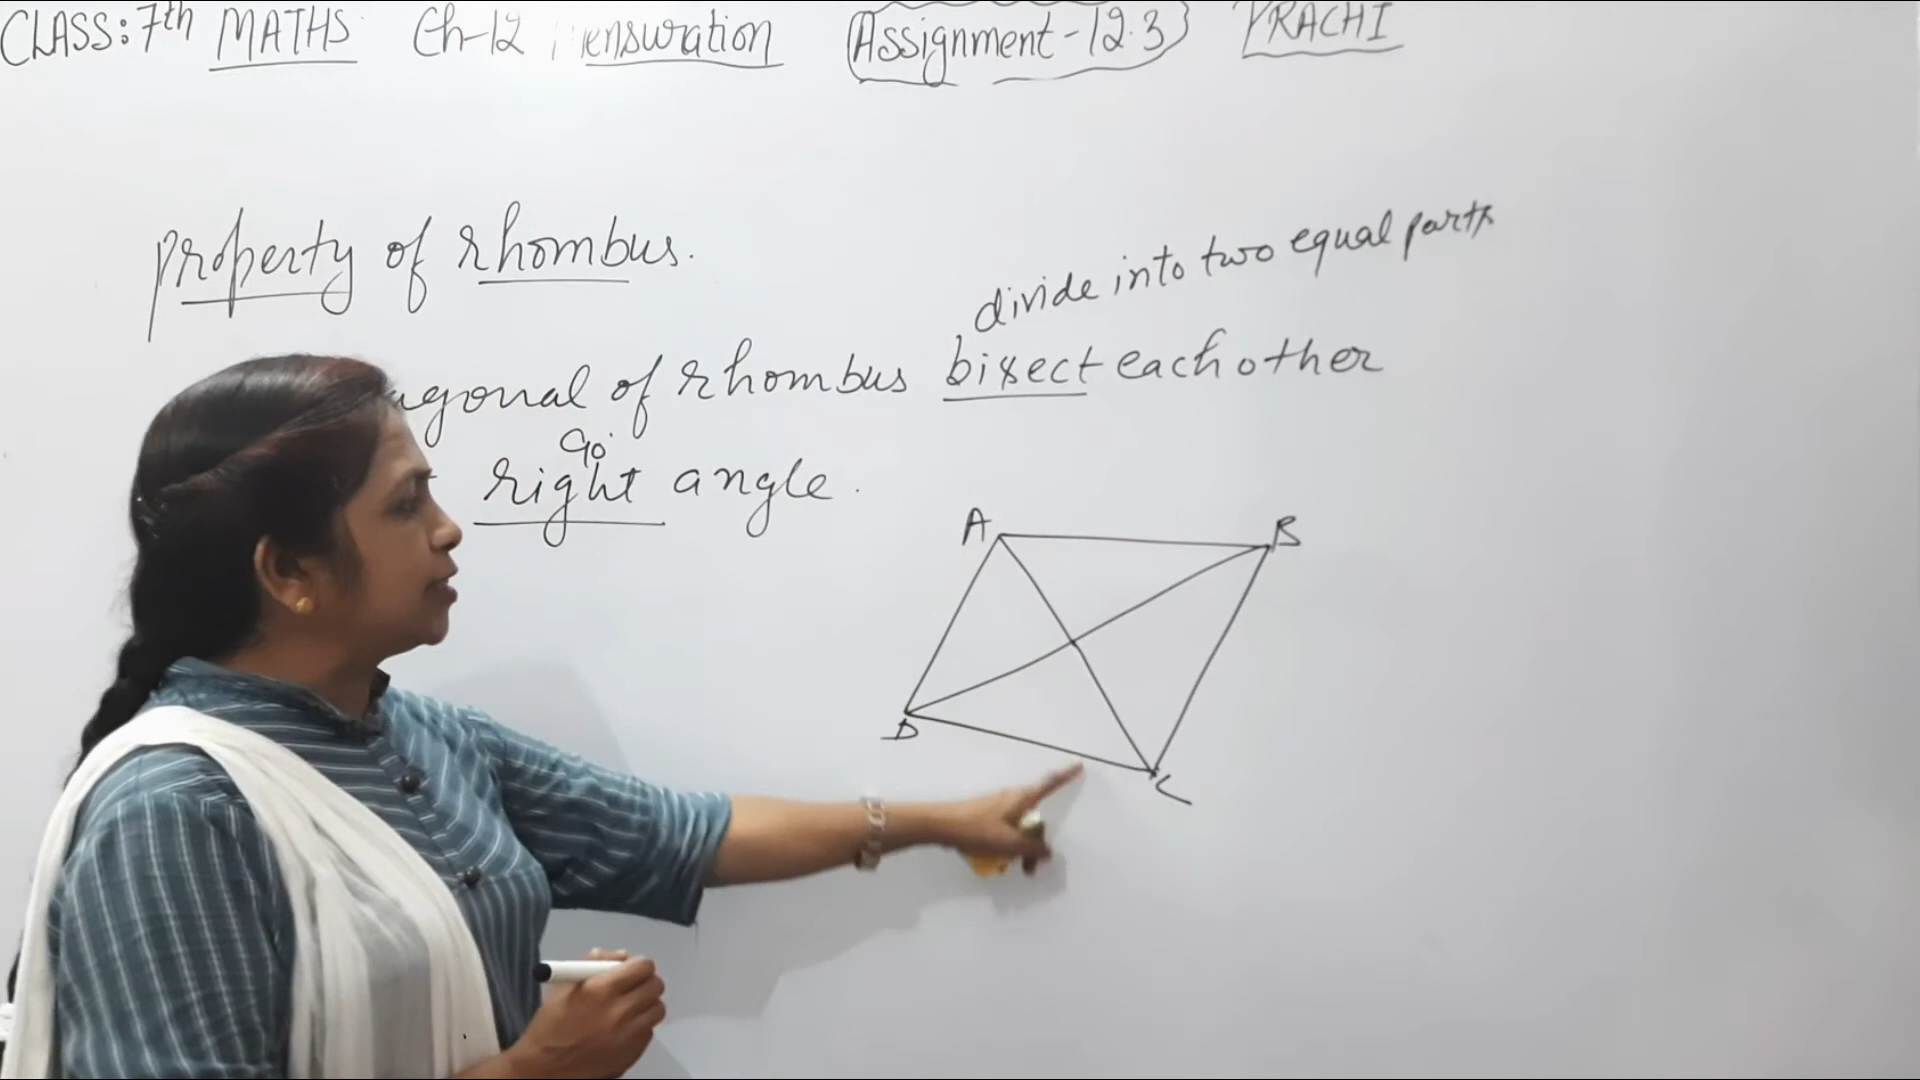 CLASS: 7th MATHS Ch-12 ensuration Assignment-12.3 PRACHI
Property of rhombus.
divide into two equal parts
agonal of rhombus bisect each other
90°
right angle.
A
B
D
C